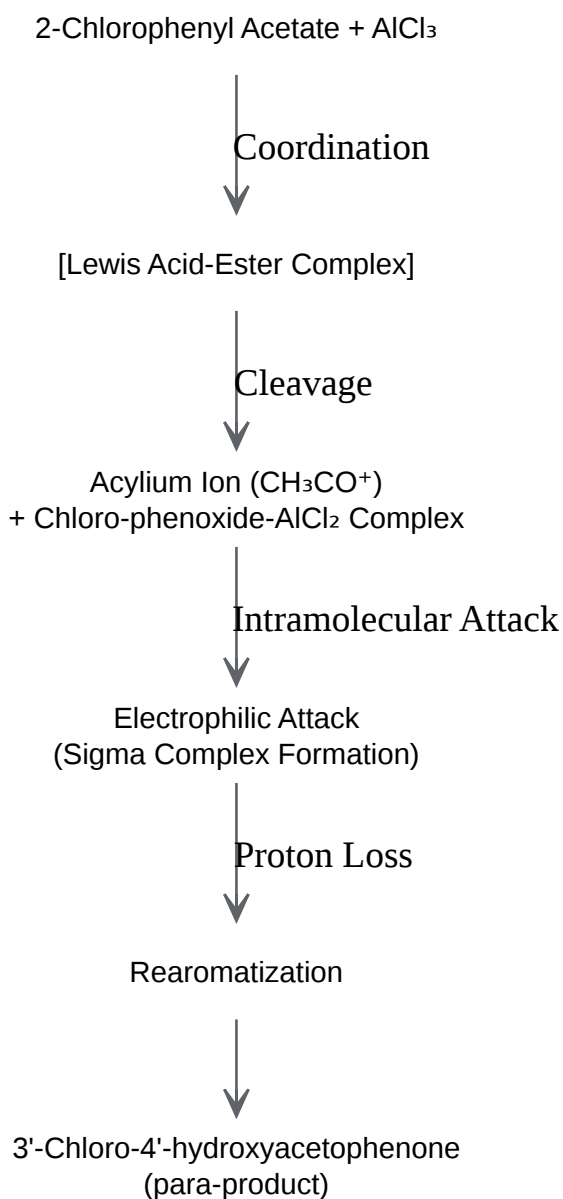 2-Chlorophenyl Acetate + AlCl₃
Coordination
[Lewis Acid-Ester Complex]
Cleavage
Acylium Ion (CH₃CO⁺)
+ Chloro-phenoxide-AlCl₂ Complex
Intramolecular Attack
Electrophilic Attack
(Sigma Complex Formation)
Proton Loss
Rearomatization
3'-Chloro-4'-hydroxyacetophenone
(para-product)